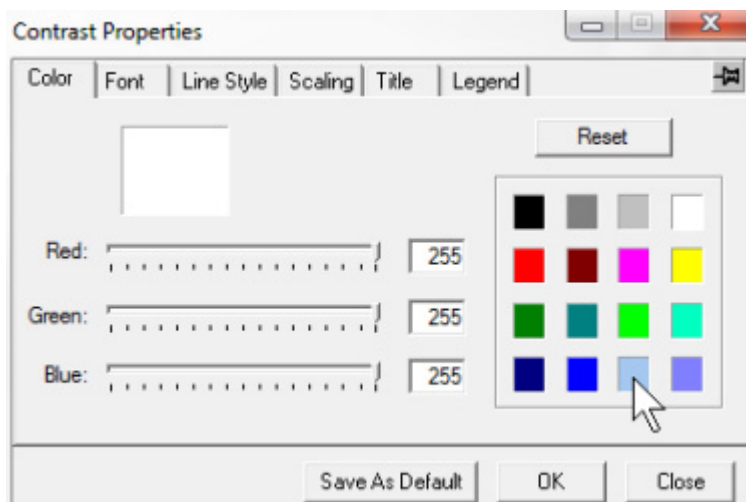 Contrast Properties
Color Font Line Style Scaling Title Legend
Reset
Red: 255
Green: 255
Blue: 255
Save As Default OK Close